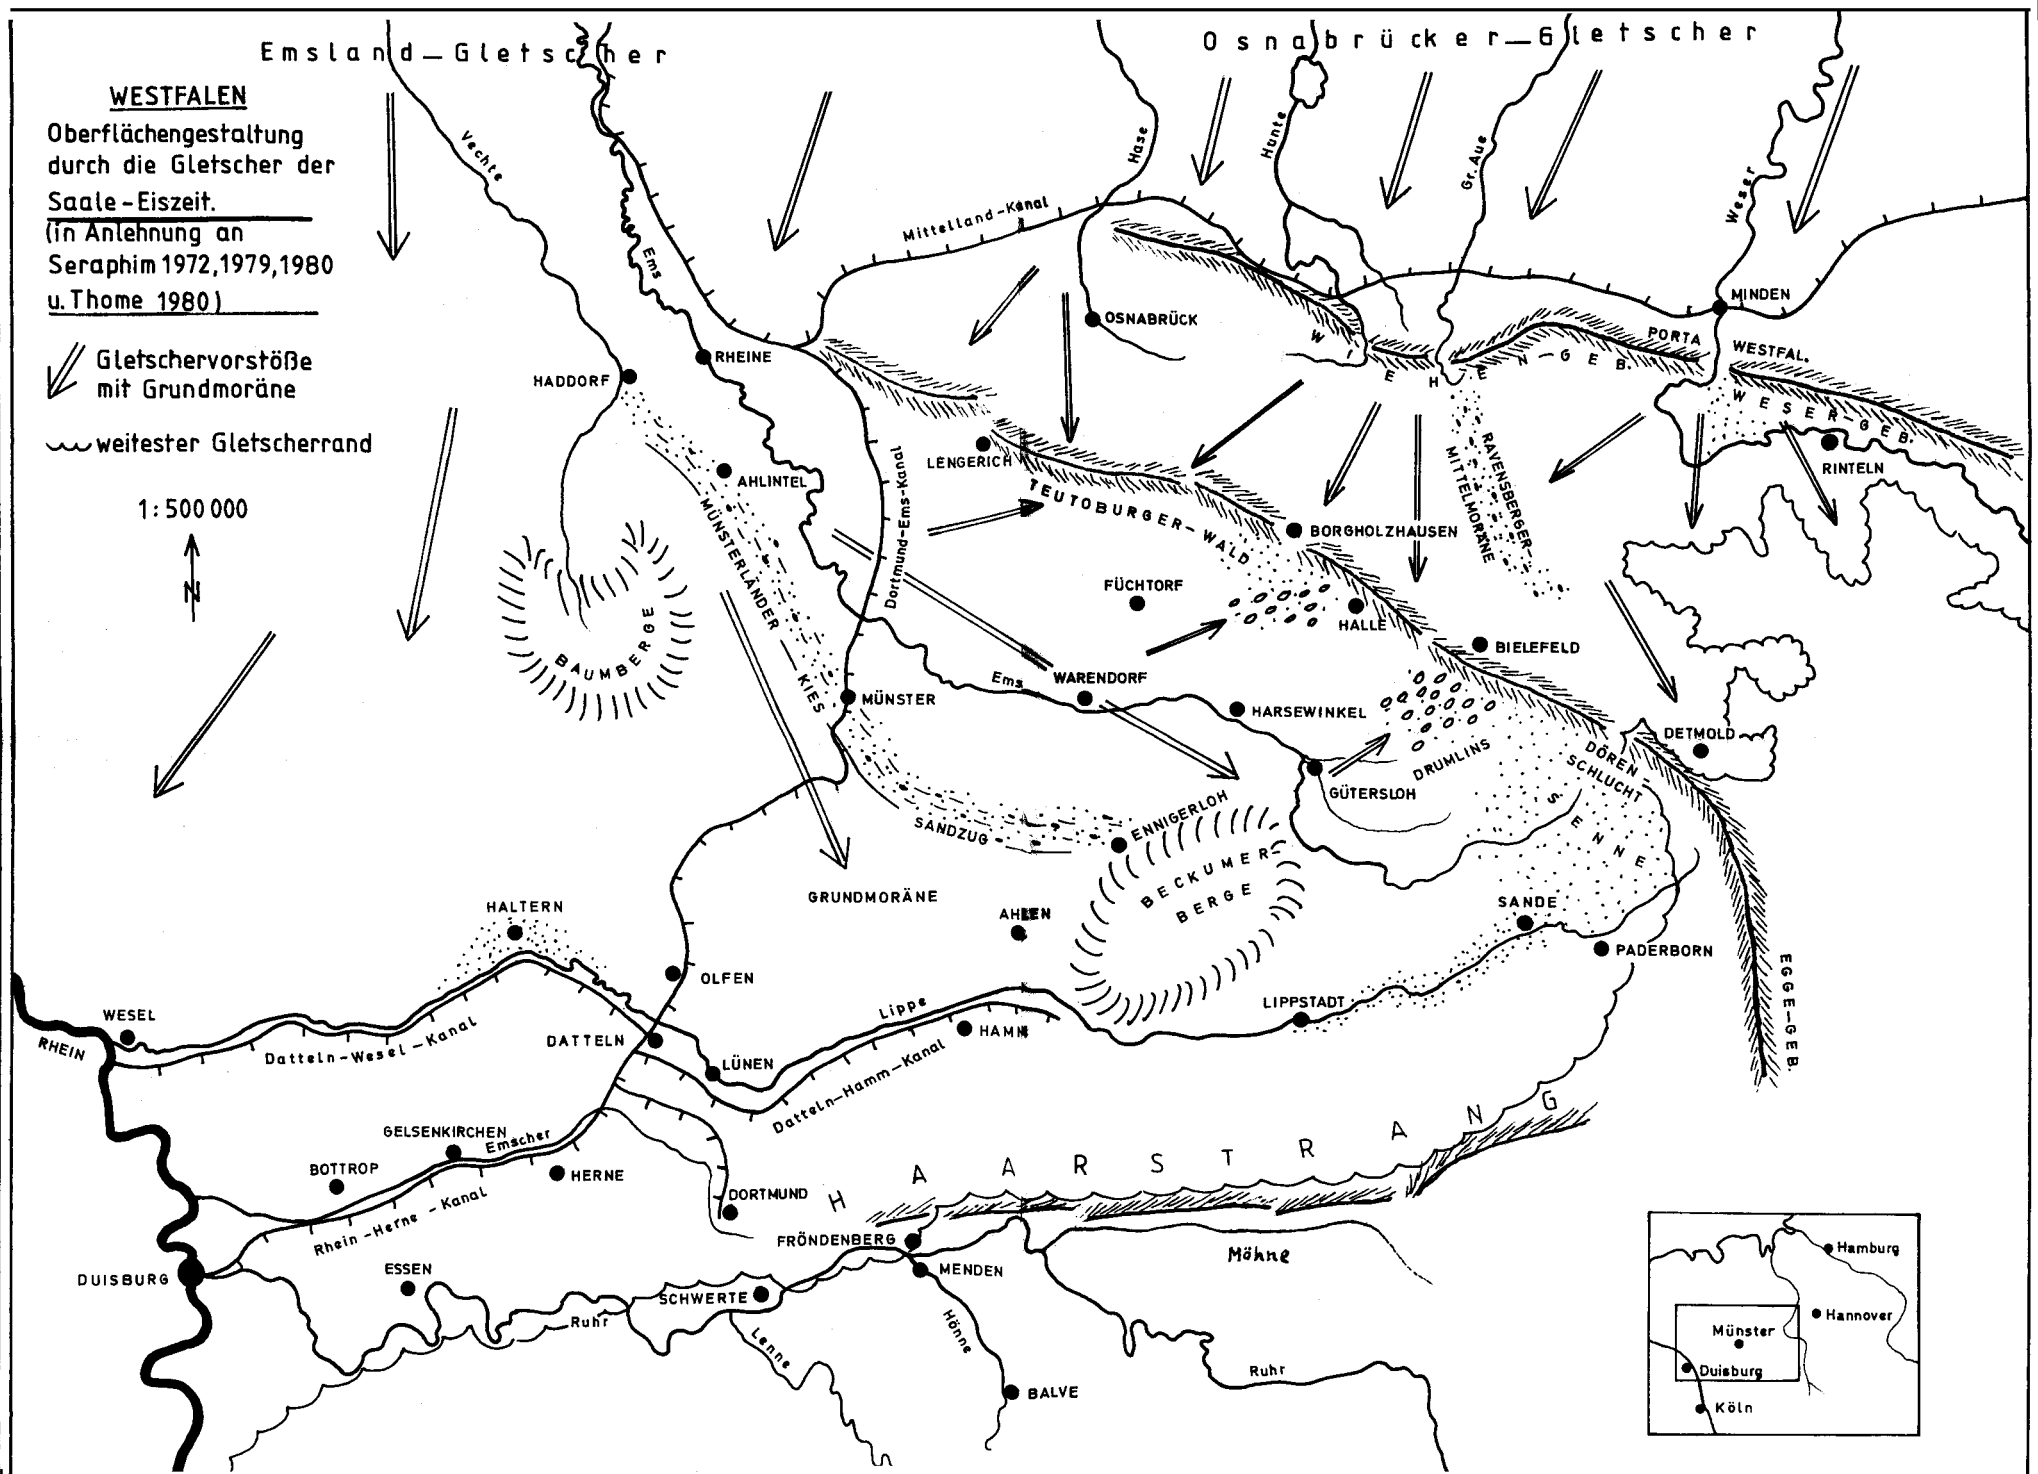 Emsland-Gletscher
Osnabrücker-Gletscher
WESTFALEN
Oberflächengestaltung
durch die Gletscher der
Saale-Eiszeit.
(in Anlehnung an
Seraphim 1972,1979,1980
u. Thome 1980)
Gletschervorstöße
mit Grundmoräne
weitester Gletscherrand
1:500 000
N
Vechte
Ems
Hase
Hunte
Gr. Aue
Weser
Mittelland-Kanal
MINDEN
OSNABRÜCK
RHEINE
HADDORF
WIEHEN-GEB.
PORTA
WESTFAL.
WESER-GEB.
RINTELN
LENGERICH
AHLINTEL
Dortmund-Ems-Kanal
TEUTOBURGER-WALD
RAVENSBERGER-
MITTELMORÄNE
MÜNSTERLÄNDER KIES
BORGHOLZHAUSEN
FÜCHTORF
HALLE
BIELEFELD
BAUMBERGE
Ems
WARENDORF
MÜNSTER
HARSEWINKEL
DETMOLD
DRUMLINS
DÖREN-
SCHLUCHT
GÜTERSLOH
SENNE
SANDZUG
ENNIGERLOH
BECKUMER-
BERGE
GRUNDMORÄNE
HALTERN
AHLEN
SANDE
PADERBORN
EGGE-GEB.
OLFEN
LIPPSTADT
Lippe
WESEL
RHEIN
Datteln-Wesel-Kanal
DATTELN
HAMM
LÜNEN
Datteln-Hamm-Kanal
GELSENKIRCHEN
Emscher
BOTTROP
HERNE
Rhein-Herne-Kanal
DORTMUND
HAARSTRANG
FRÖNDENBERG
Möhne
DUISBURG
ESSEN
MENDEN
SCHWERTE
Ruhr
Lenne
Hönne
Ruhr
BALVE
Hamburg
Hannover
Münster
Duisburg
Köln